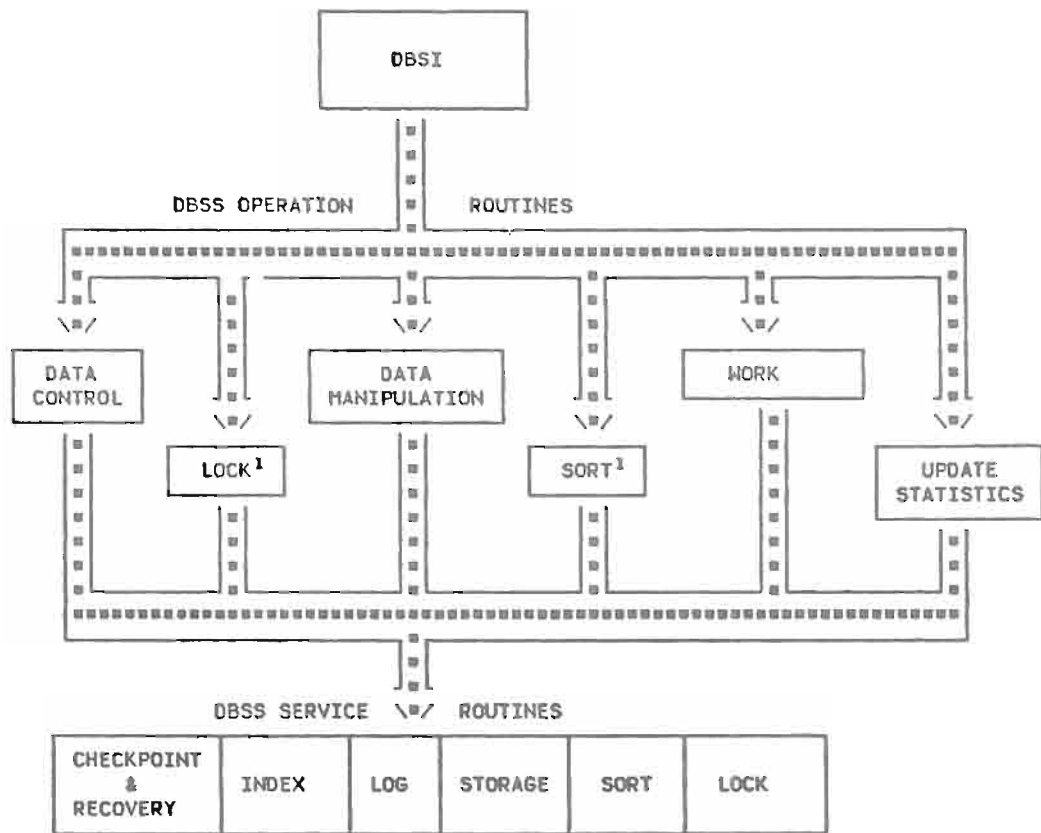 DBSI
DBSS OPERATION ROUTINES
DATA
CONTROL
DATA
MANIPULATION
WORK
LOCK¹
SORT¹
UPDATE
STATISTICS
DBSS SERVICE ROUTINES
CHECKPOINT
&
RECOVERY
INDEX
LOG
STORAGE
SORT
LOCK